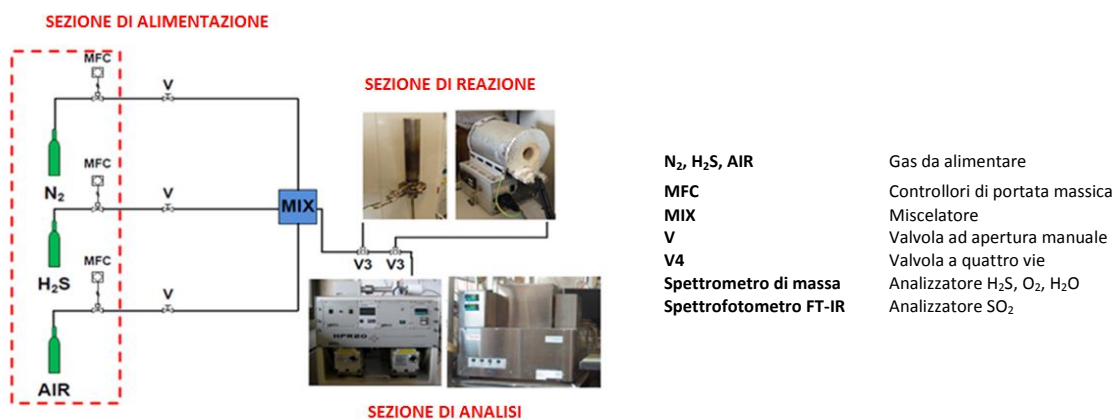 SEZIONE DI ALIMENTAZIONE
MFC
V
SEZIONE DI REAZIONE
N₂
MFC
V
MIX
H₂S
MFC
V
V3 V3
AIR
HPR20
SEZIONE DI ANALISI
N₂, H₂S, AIR Gas da alimentare
MFC Controllori di portata massica
MIX Miscelatore
V Valvola ad apertura manuale
V4 Valvola a quattro vie
Spettrometro di massa Analizzatore H₂S, O₂, H₂O
Spettrofotometro FT-IR Analizzatore SO₂